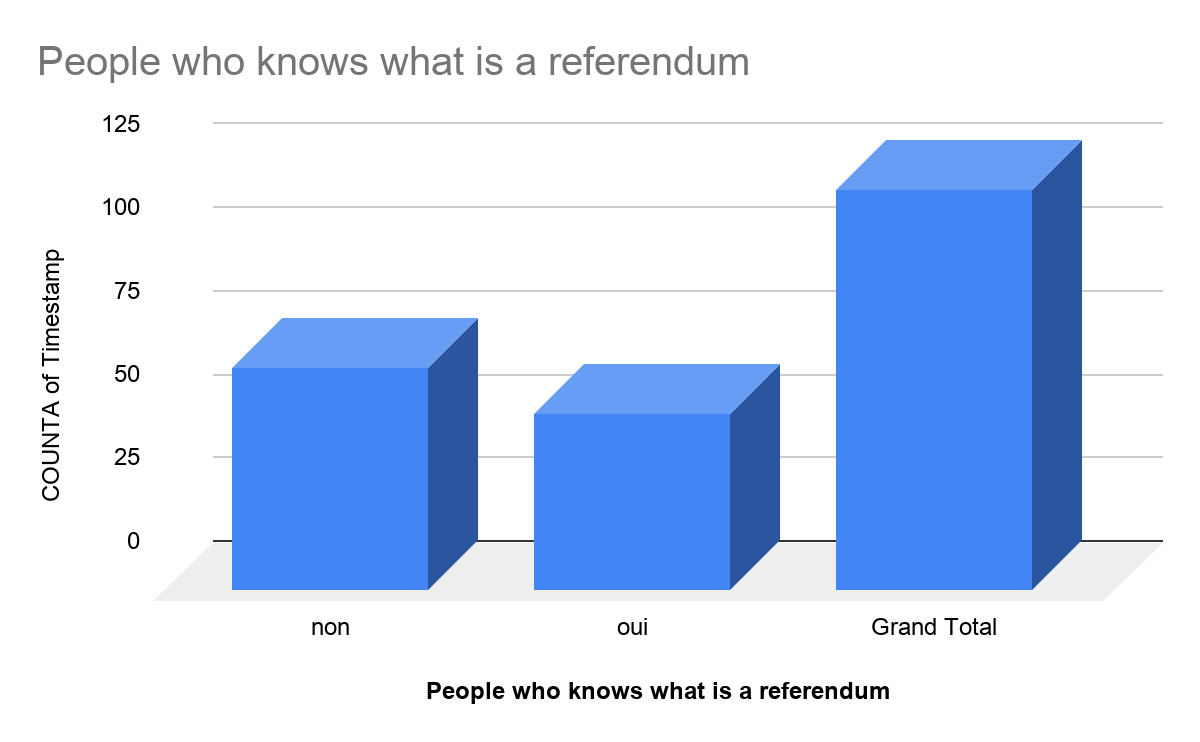 People who knows what is a referendum
125
100
75
50
25
0
COUNTA of Timestamp
non
oui
Grand Total
People who knows what is a referendum